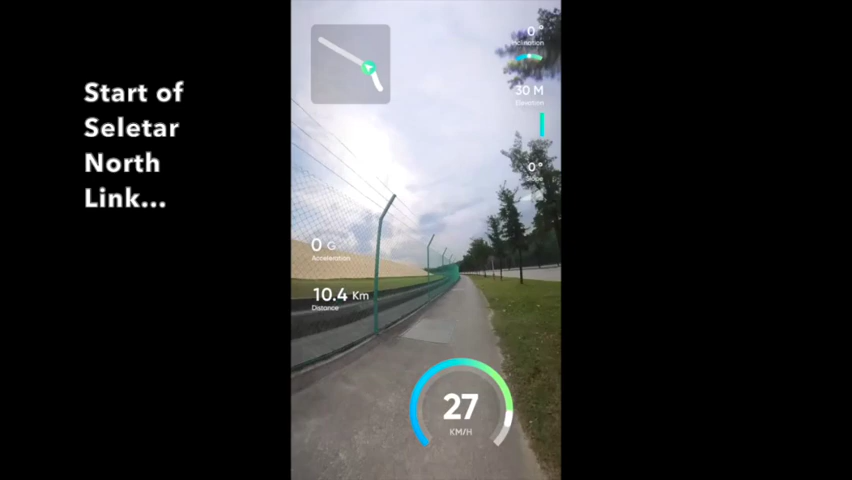 Start of
Seletar
North
Link...
0°
Inclination
30 M
Elevation
0°
Slope
0 G
Acceleration
10.4 Km
Distance
27
KM/H